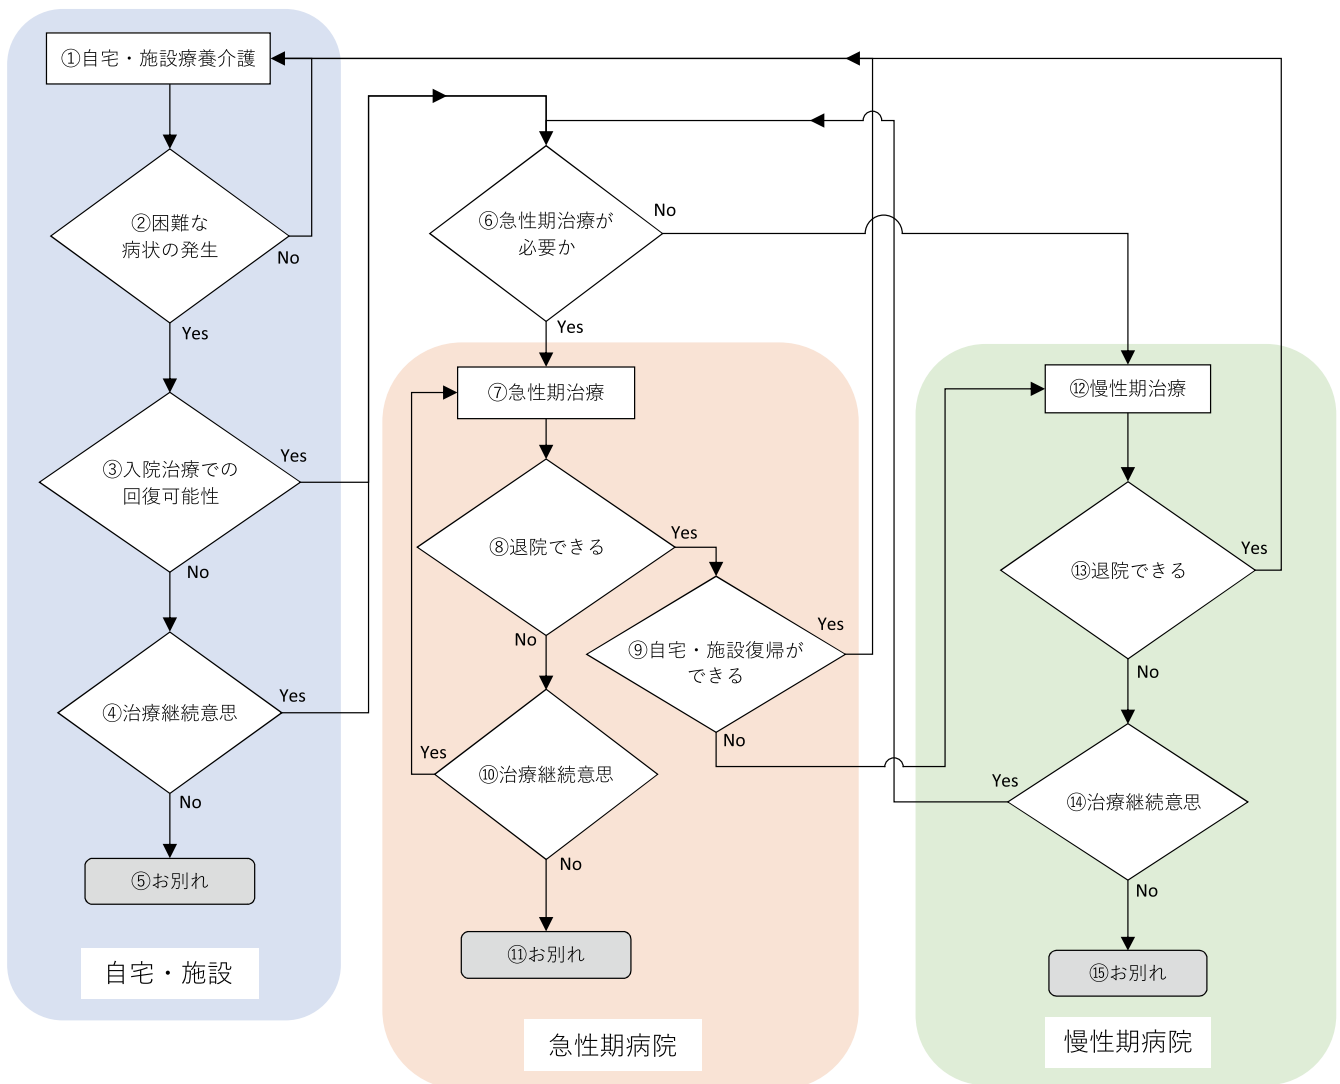 ①自宅・施設療養介護
②困難な
病状の発生
No
Yes
③入院治療での
回復可能性
Yes
No
④治療継続意思
Yes
No
⑤お別れ
自宅・施設
⑥急性期治療が
必要か
No
Yes
⑦急性期治療
⑧退院できる
Yes
No
⑨自宅・施設復帰が
できる
Yes
No
⑩治療継続意思
Yes
No
⑪お別れ
急性期病院
⑫慢性期治療
⑬退院できる
Yes
No
⑭治療継続意思
Yes
No
⑮お別れ
慢性期病院